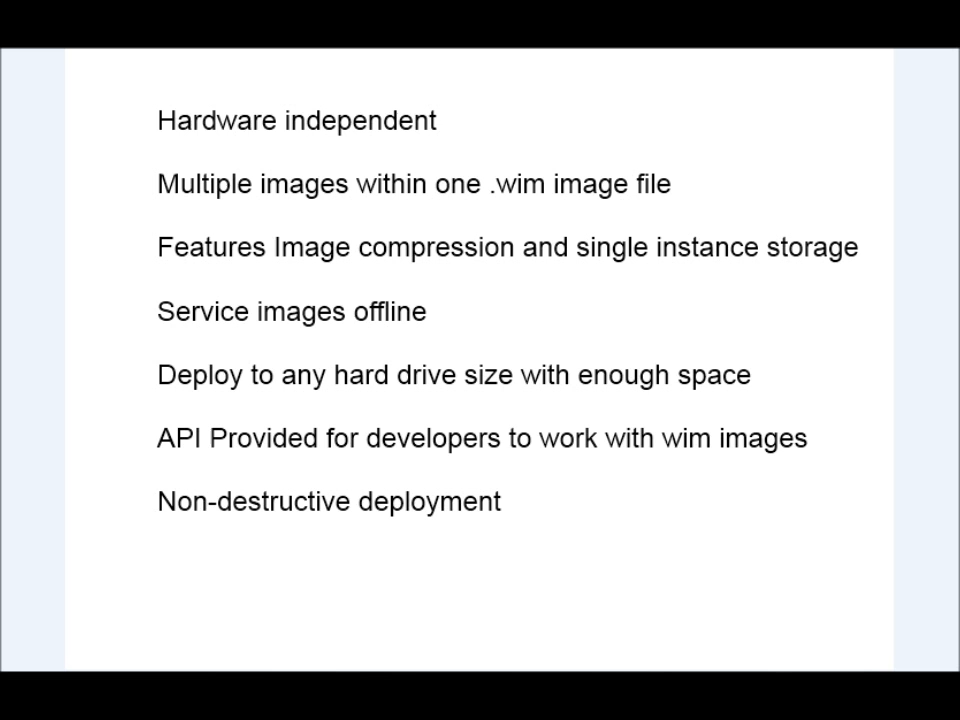 Hardware independent
Multiple images within one .wim image file
Features Image compression and single instance storage
Service images offline
Deploy to any hard drive size with enough space
API Provided for developers to work with wim images
Non-destructive deployment